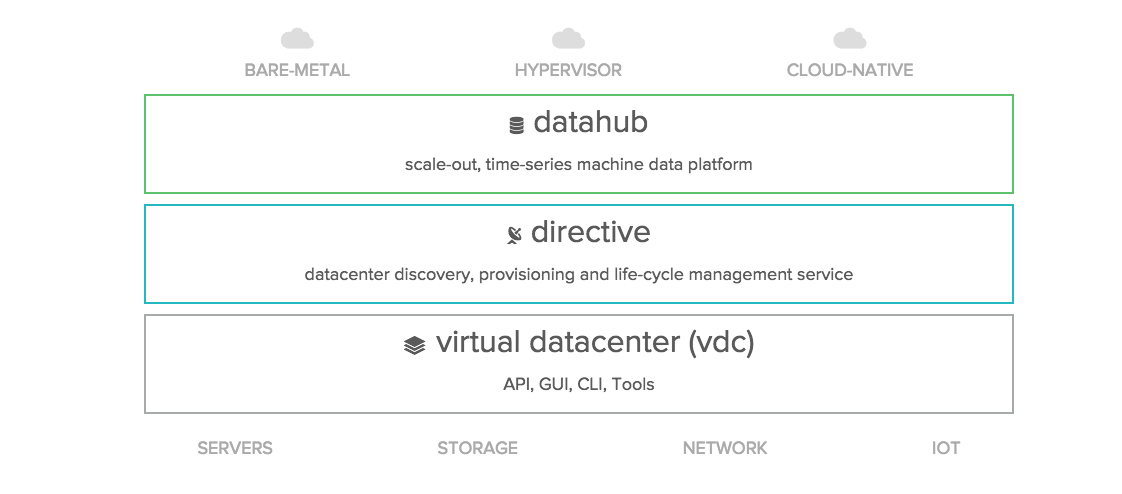 BARE-METAL HYPERVISOR CLOUD-NATIVE
datahub
scale-out, time-series machine data platform
directive
datacenter discovery, provisioning and life-cycle management service
virtual datacenter (vdc)
API, GUI, CLI, Tools
SERVERS STORAGE NETWORK IOT